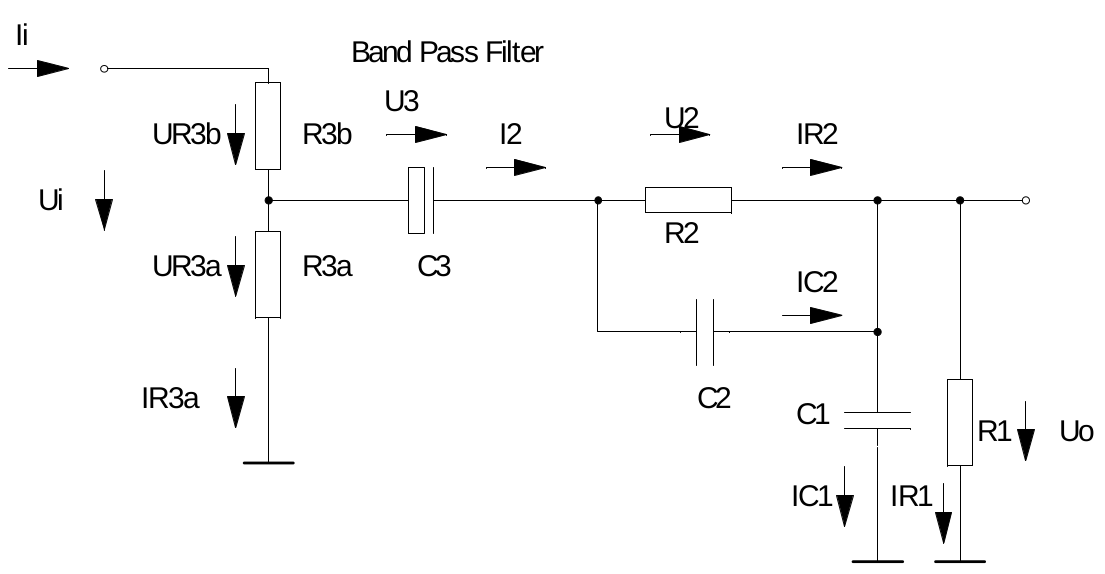 Ii
Band Pass Filter
U3
U2
UR3b
R3b
I2
IR2
Ui
R2
UR3a
R3a
C3
IC2
IR3a
C2
C1
R1
Uo
IC1
IR1